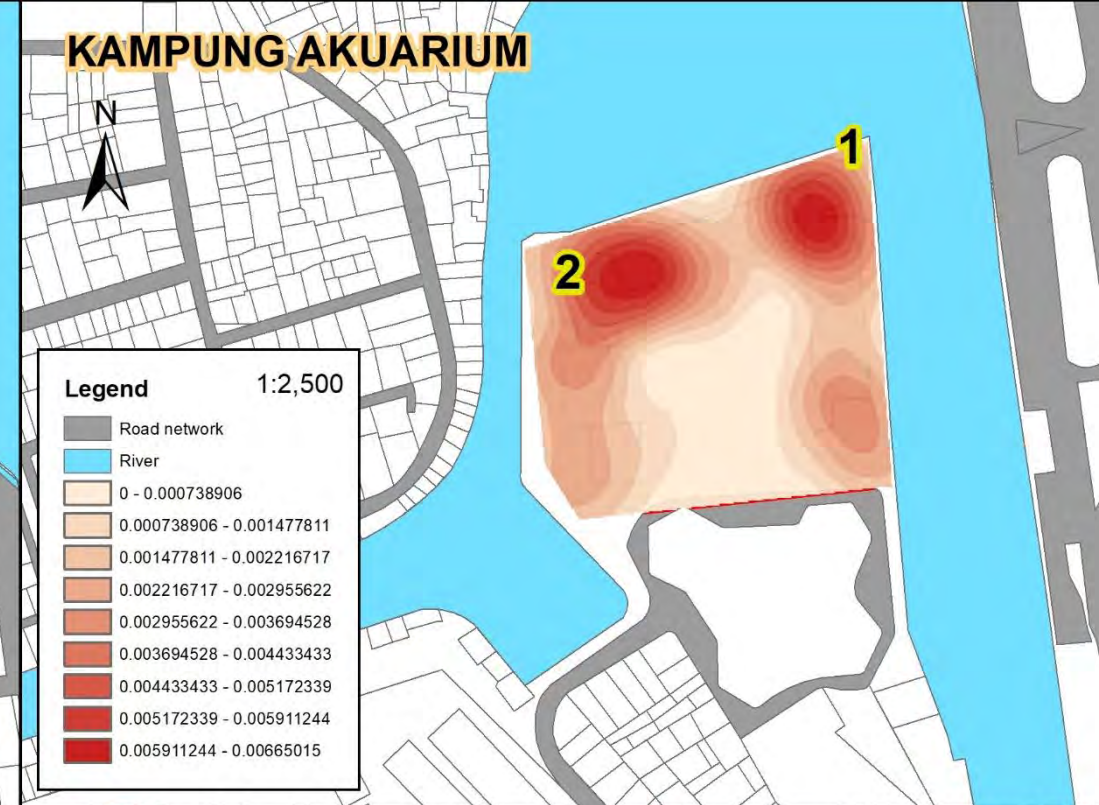 KAMPUNG AKUARIUM
N
1
2
Legend 1:2,500
Road network
River
0 - 0.000738906
0.000738906 - 0.001477811
0.001477811 - 0.002216717
0.002216717 - 0.002955622
0.002955622 - 0.003694528
0.003694528 - 0.004433433
0.004433433 - 0.005172339
0.005172339 - 0.005911244
0.005911244 - 0.00665015